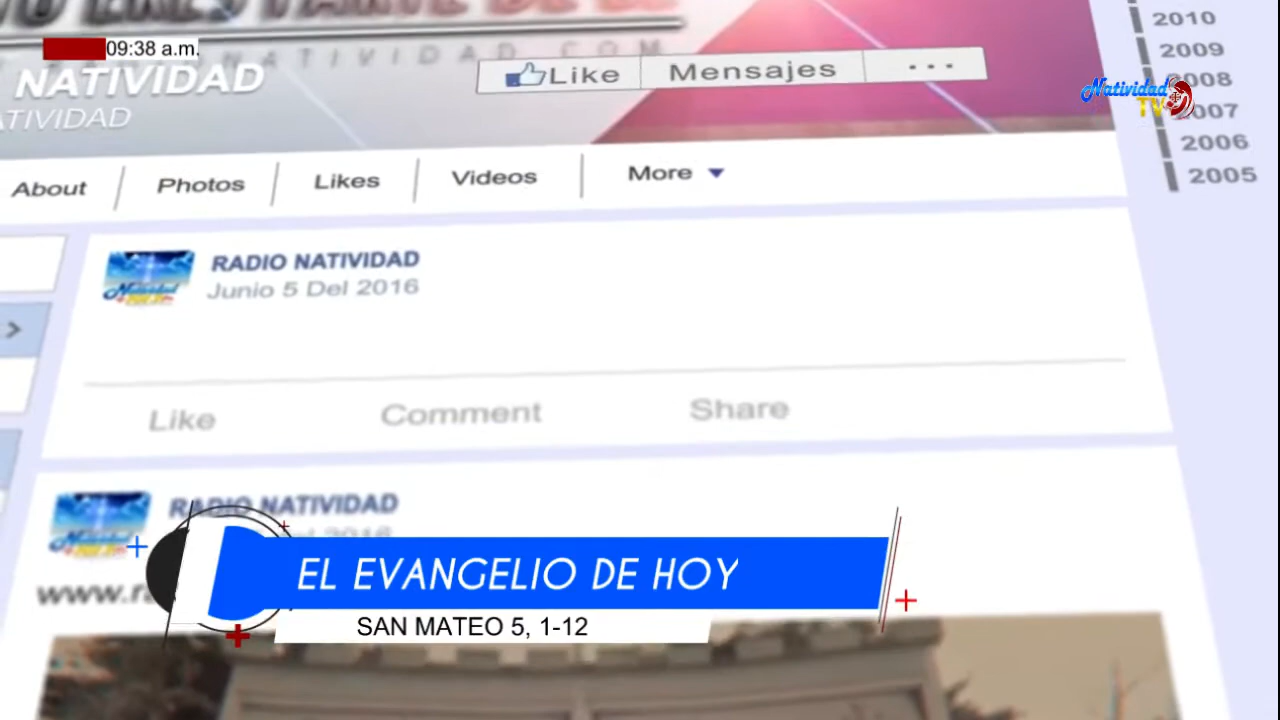 09:38 a.m.
NATIVIDAD
Like Mensajes ...
Natividad
TV
2010
2009
2008
2007
2006
2005
About Photos Likes Videos More
RADIO NATIVIDAD
Junio 5 Del 2016
Like Comment Share
RADIO NATIVIDAD
2016
EL EVANGELIO DE HOY
SAN MATEO 5, 1-12